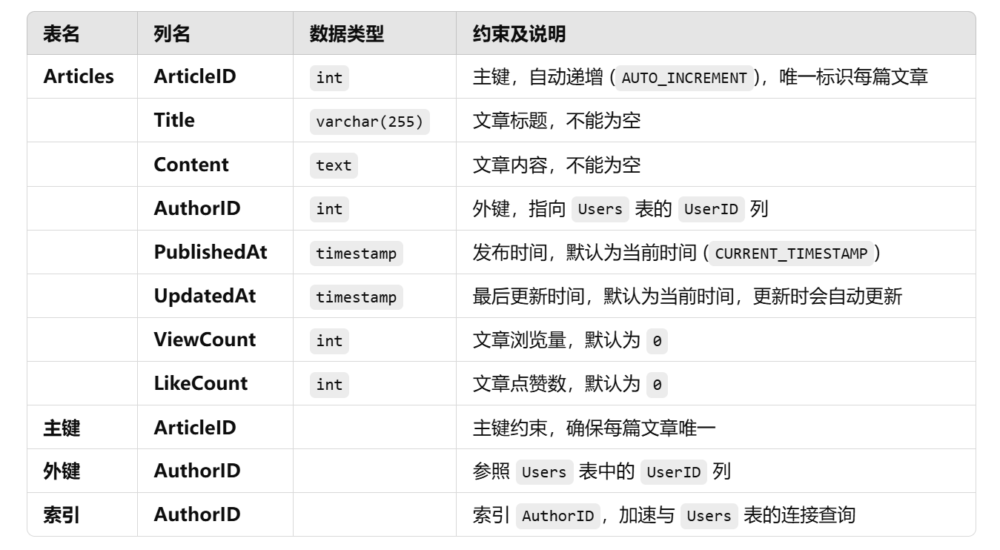 表名 列名 数据类型 约束及说明
Articles ArticleID int 主键，自动递增 (AUTO_INCREMENT)，唯一标识每篇文章
Title varchar(255) 文章标题，不能为空
Content text 文章内容，不能为空
AuthorID int 外键，指向 Users 表的 UserID 列
PublishedAt timestamp 发布时间，默认为当前时间 (CURRENT_TIMESTAMP)
UpdatedAt timestamp 最后更新时间，默认为当前时间，更新时会自动更新
ViewCount int 文章浏览量，默认为 0
LikeCount int 文章点赞数，默认为 0
主键 ArticleID 主键约束，确保每篇文章唯一
外键 AuthorID 参照 Users 表中的 UserID 列
索引 AuthorID 索引 AuthorID，加速与 Users 表的连接查询